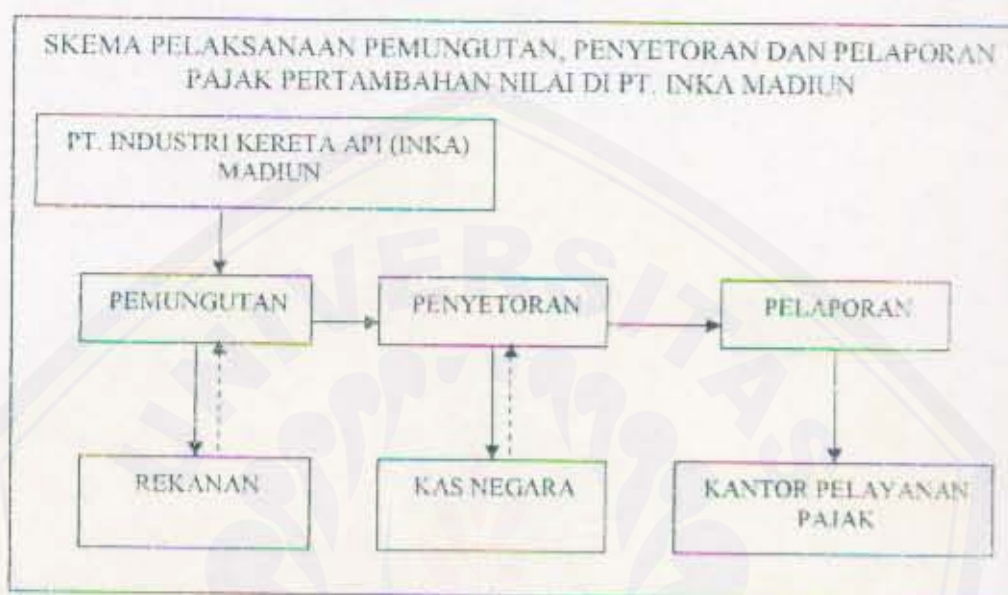 SKEMA PELAKSANAAN PEMUNGUTAN, PENYETORAN DAN PELAPORAN
PAJAK PERTAMBAHAN NILAI DI PT. INKA MADIUN
PT. INDUSTRI KERETA API (INKA)
MADIUN
PEMUNGUTAN
PENYETORAN
PELAPORAN
REKANAN
KAS NEGARA
KANTOR PELAYANAN
PAJAK
UNIVERSITAS